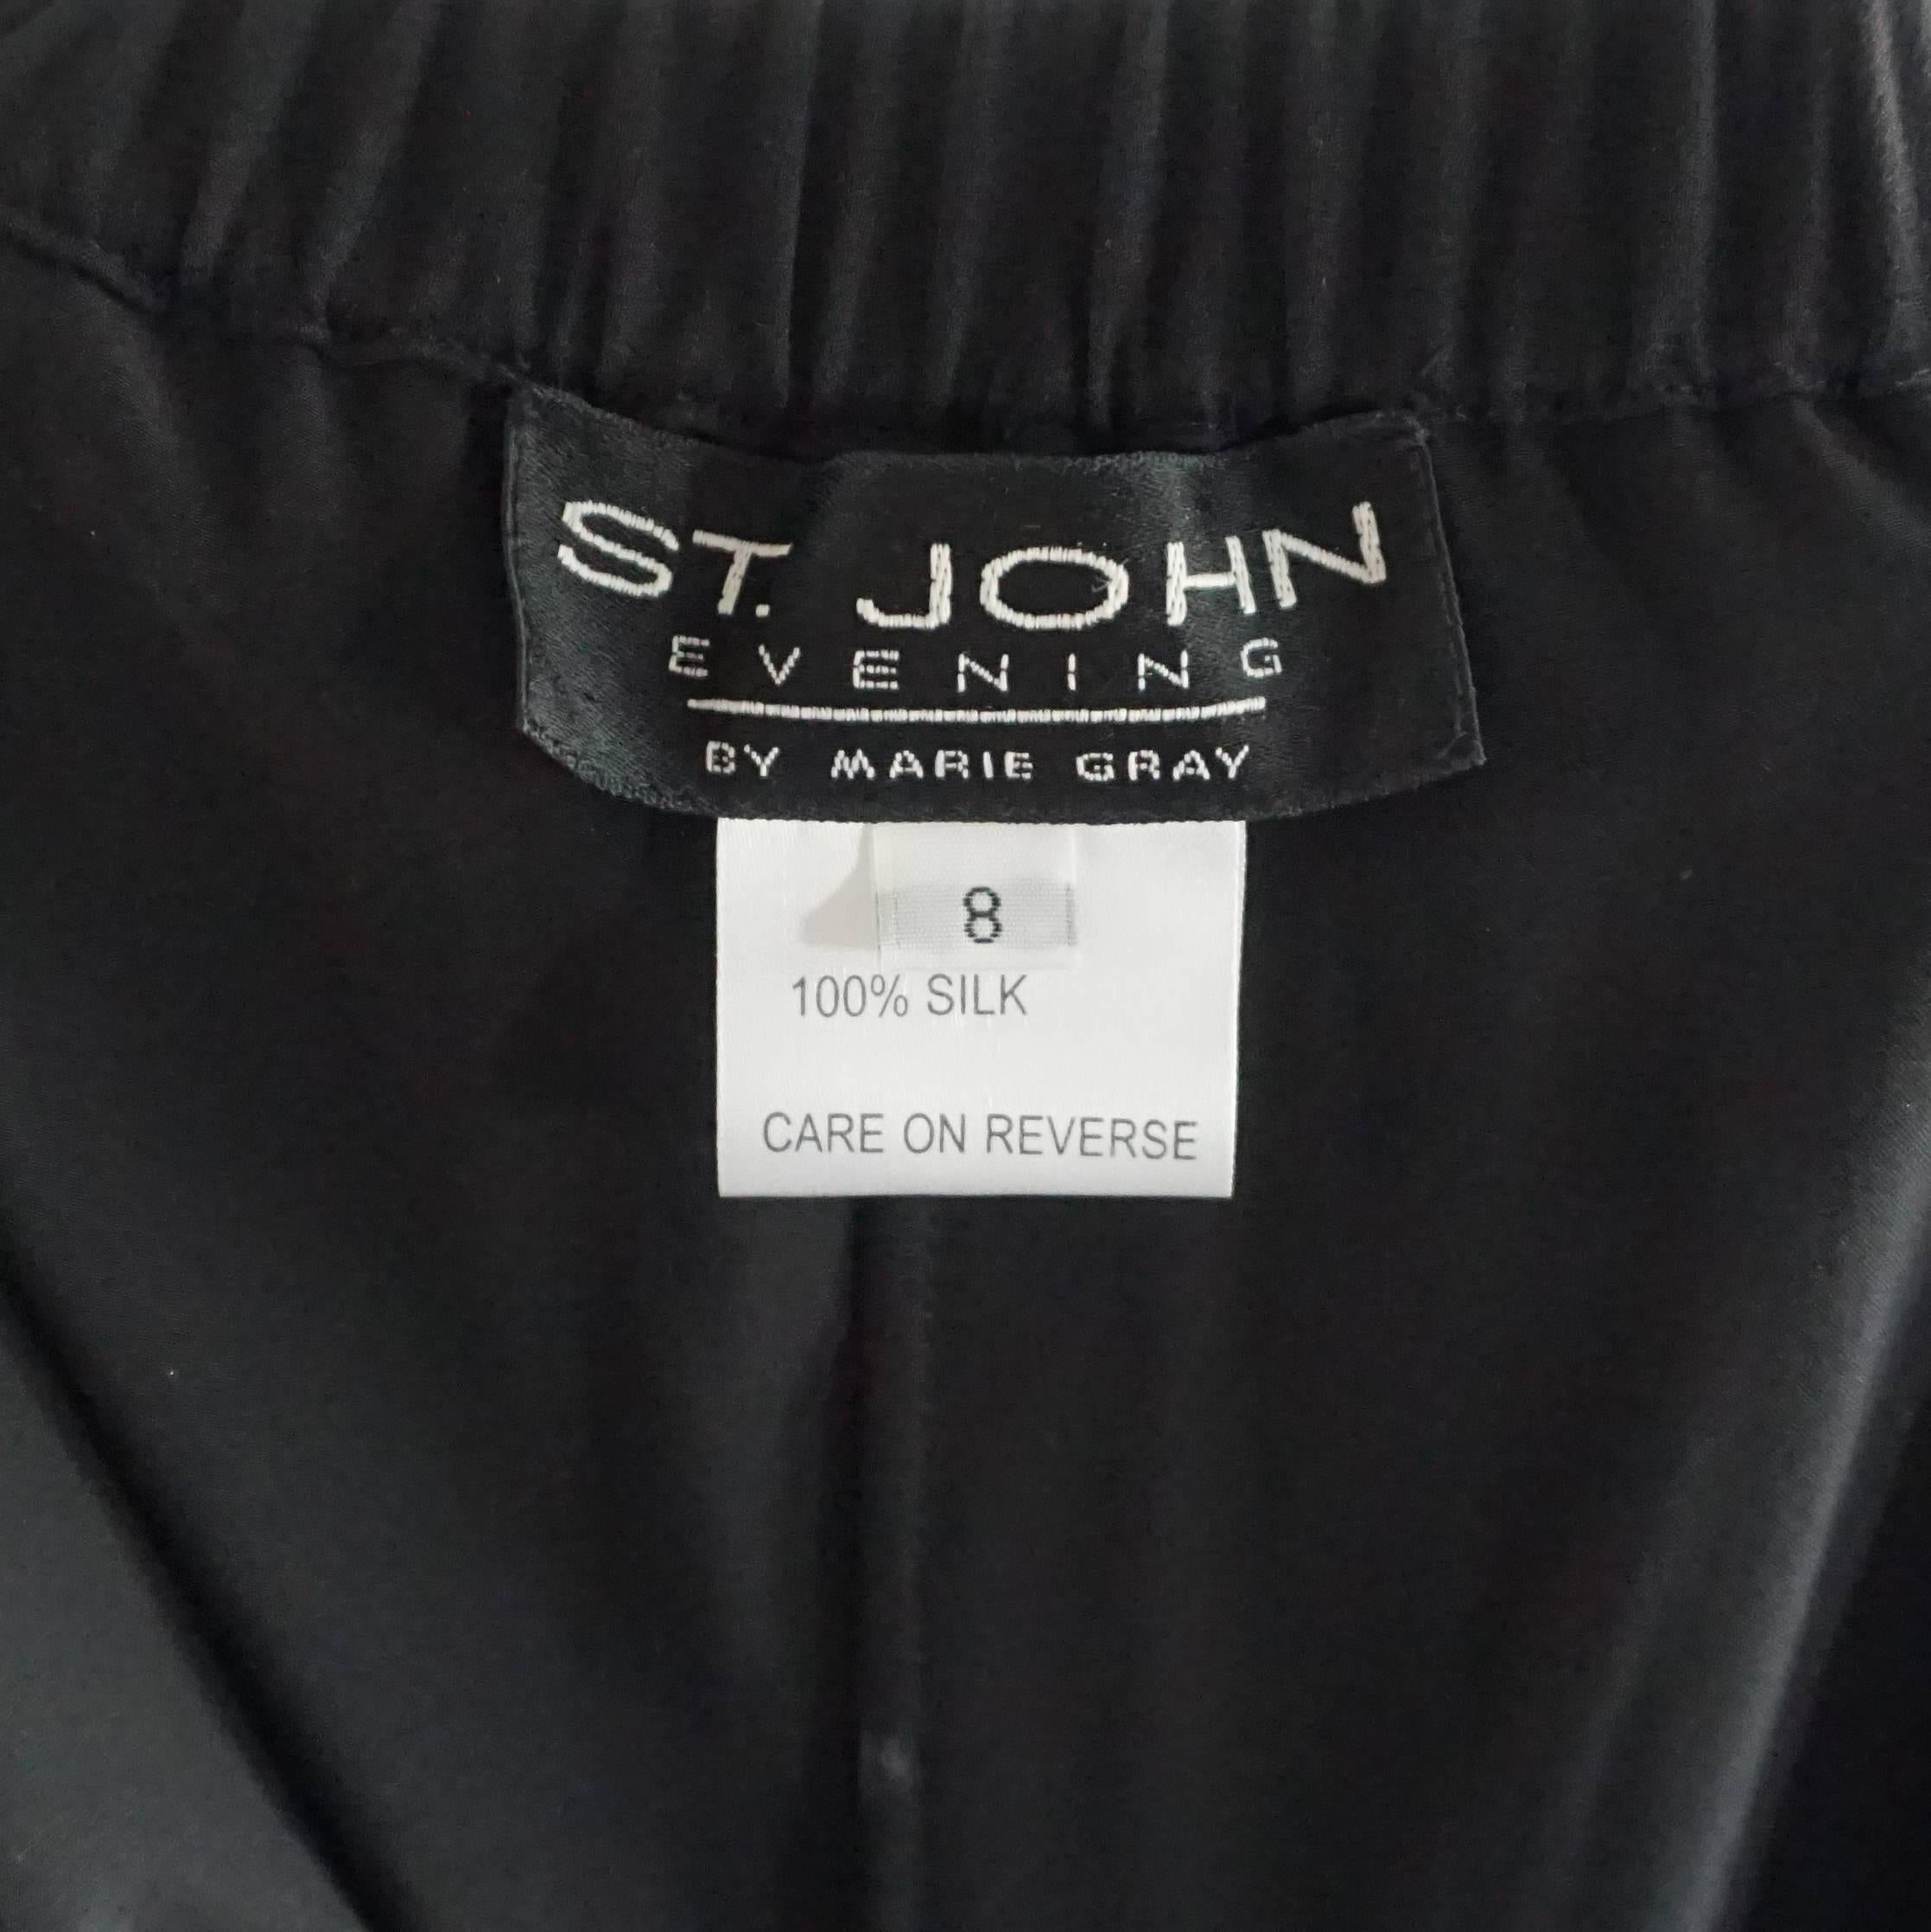 ST. JOHN
EVENING
BY MARIE GRAY
8
100% SILK
CARE ON REVERSE